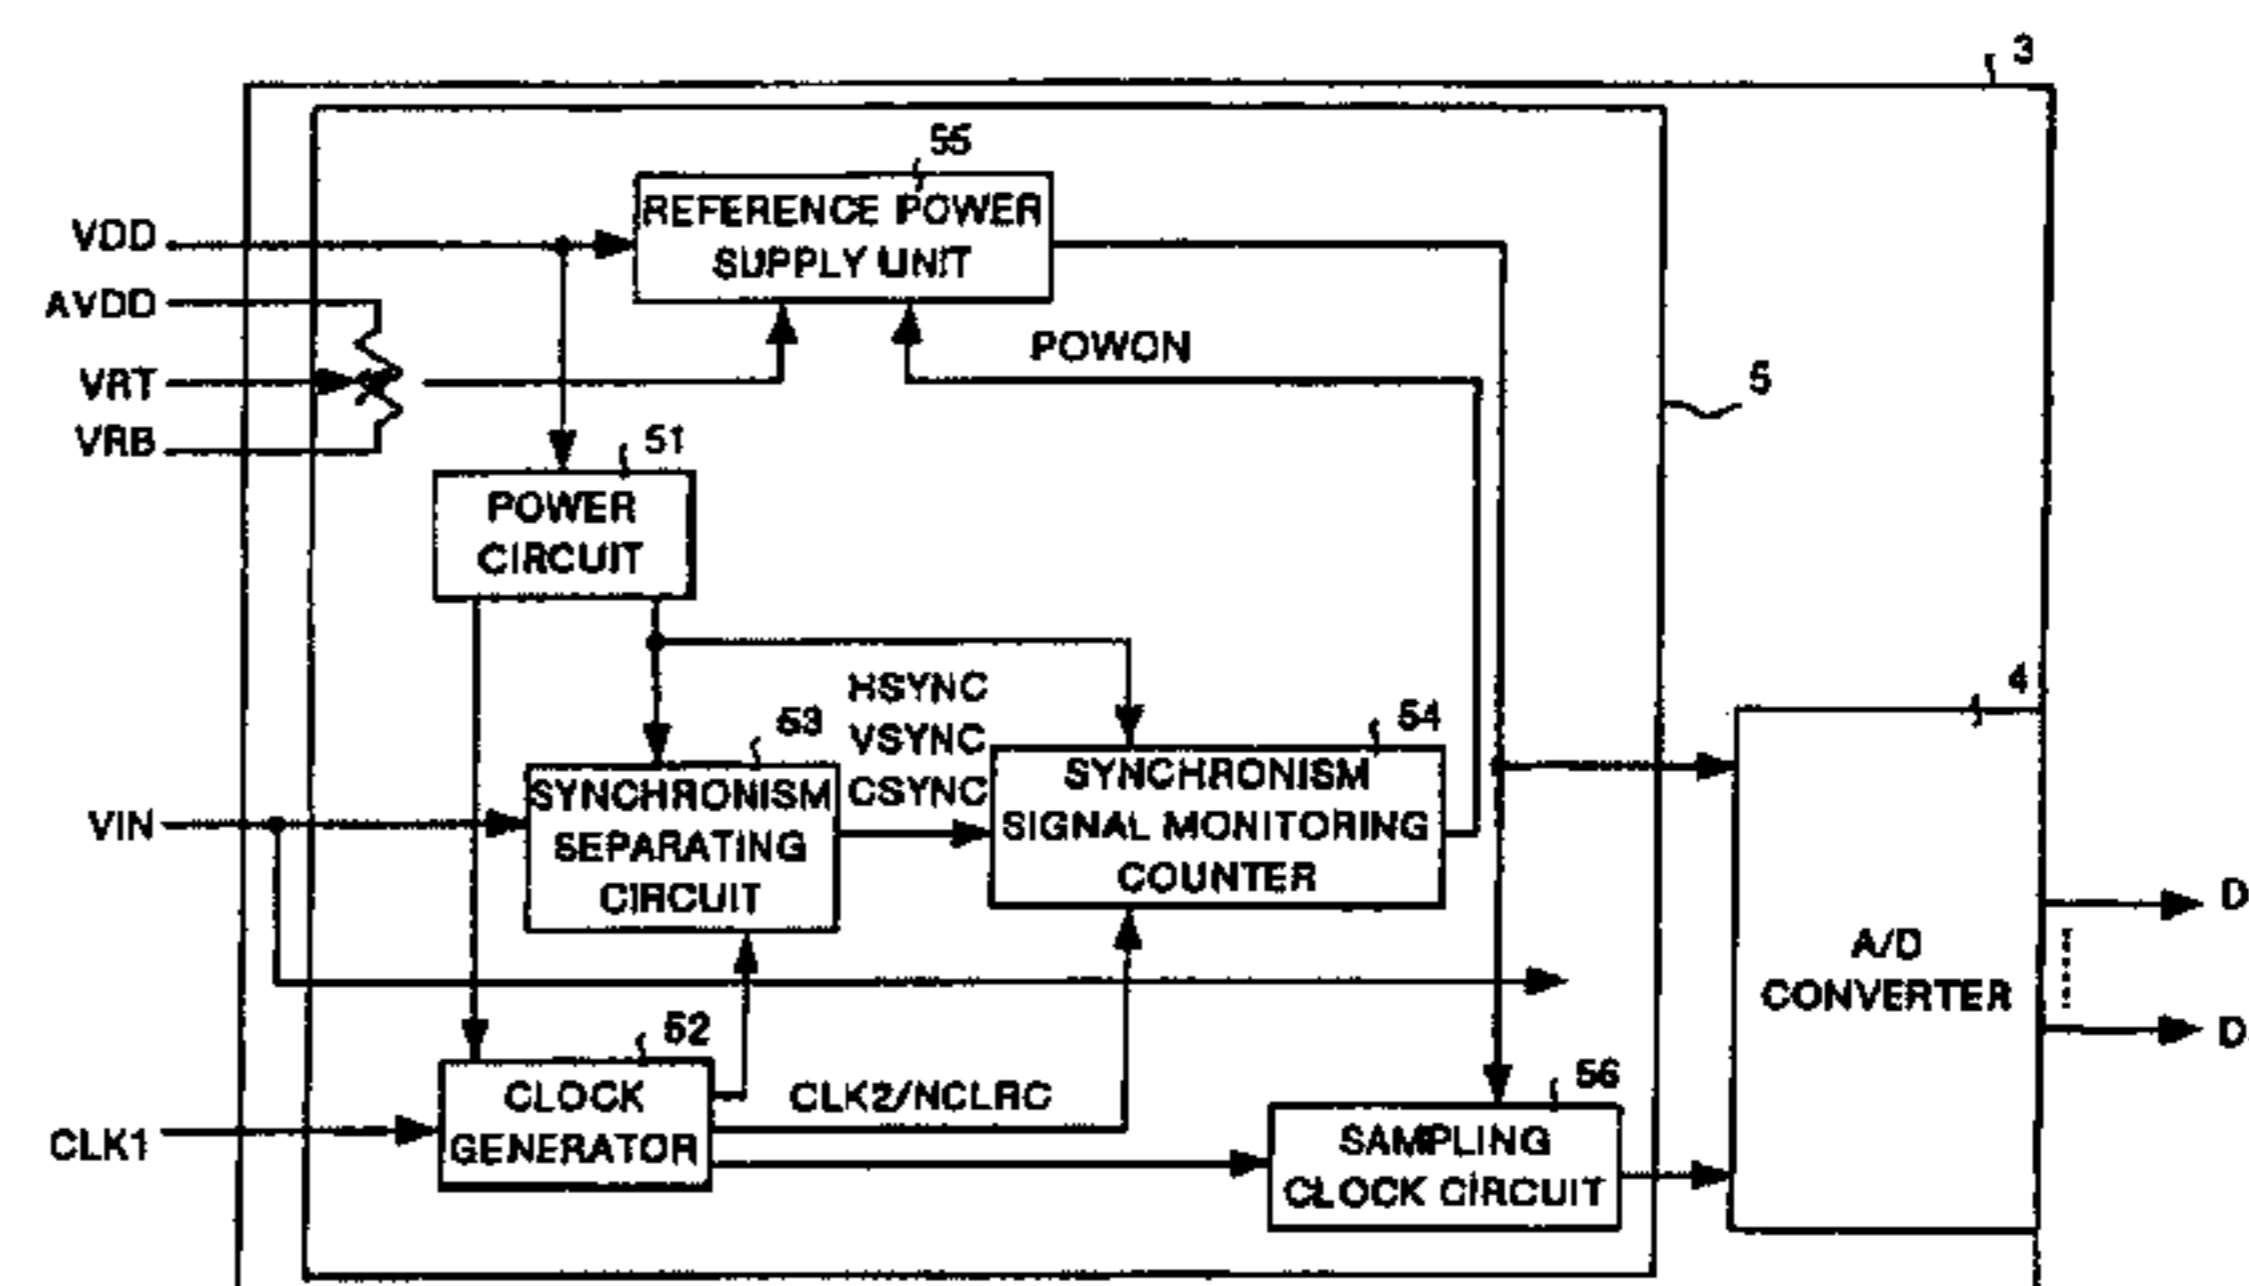 3
55
REFERENCE POWER
SUPPLY UNIT
VDD
AVDD
VRT
VRB
POWON
5
51
POWER
CIRCUIT
HSYNC
VSYNC
CSYNC
53
SYNCHRONISM
SEPARATING
CIRCUIT
54
SYNCHRONISM
SIGNAL MONITORING
COUNTER
4
A/D
CONVERTER
VIN
D
D
52
CLOCK
GENERATOR
CLK2/NCLRC
CLK1
56
SAMPLING
CLOCK CIRCUIT